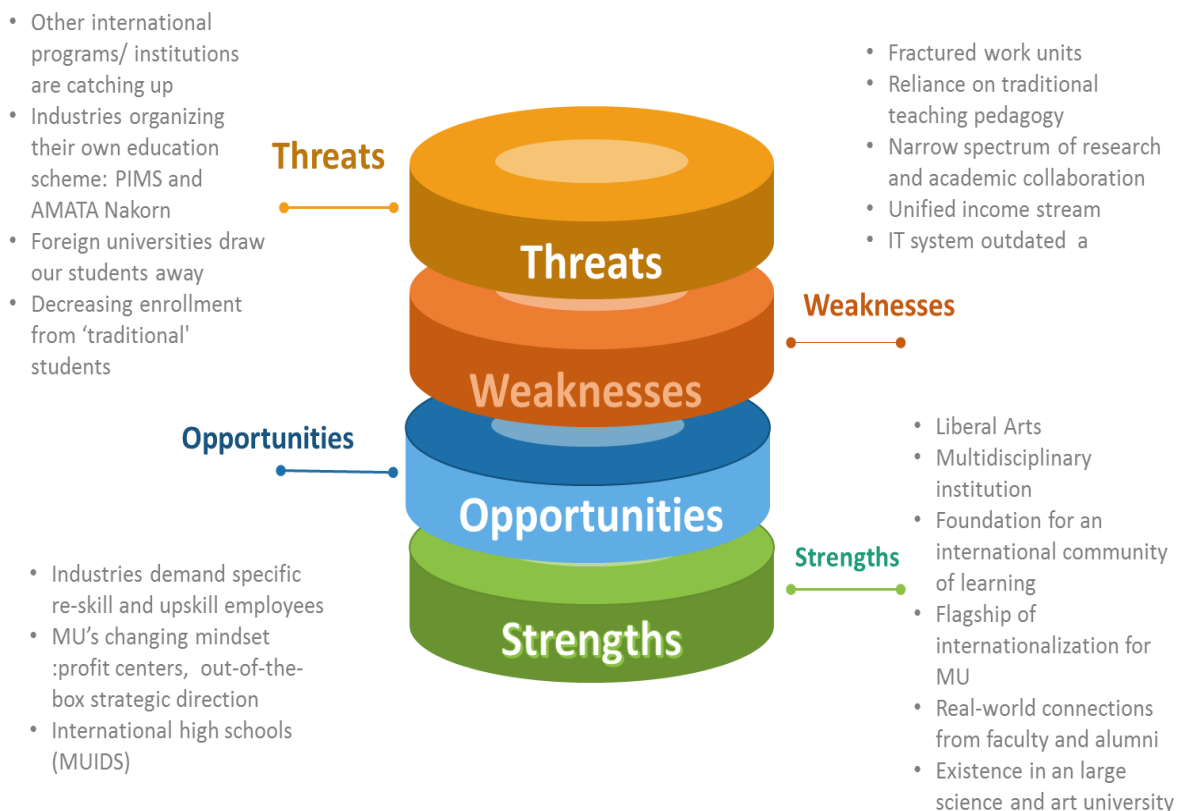 • Other international
programs/ institutions
are catching up
• Industries organizing
their own education
scheme: PIMS and
AMATA Nakorn
• Foreign universities draw
our students away
• Decreasing enrollment
from ‘traditional'
students
Threats
Threats
• Fractured work units
• Reliance on traditional
teaching pedagogy
• Narrow spectrum of research
and academic collaboration
• Unified income stream
• IT system outdated a
Weaknesses
Weaknesses
Opportunities
Opportunities
• Industries demand specific
re-skill and upskill employees
• MU’s changing mindset
:profit centers, out-of-the-
box strategic direction
• International high schools
(MUIDS)
Strengths
Strengths
• Liberal Arts
• Multidisciplinary
institution
• Foundation for an
international community
of learning
• Flagship of
internationalization for
MU
• Real-world connections
from faculty and alumni
• Existence in an large
science and art university